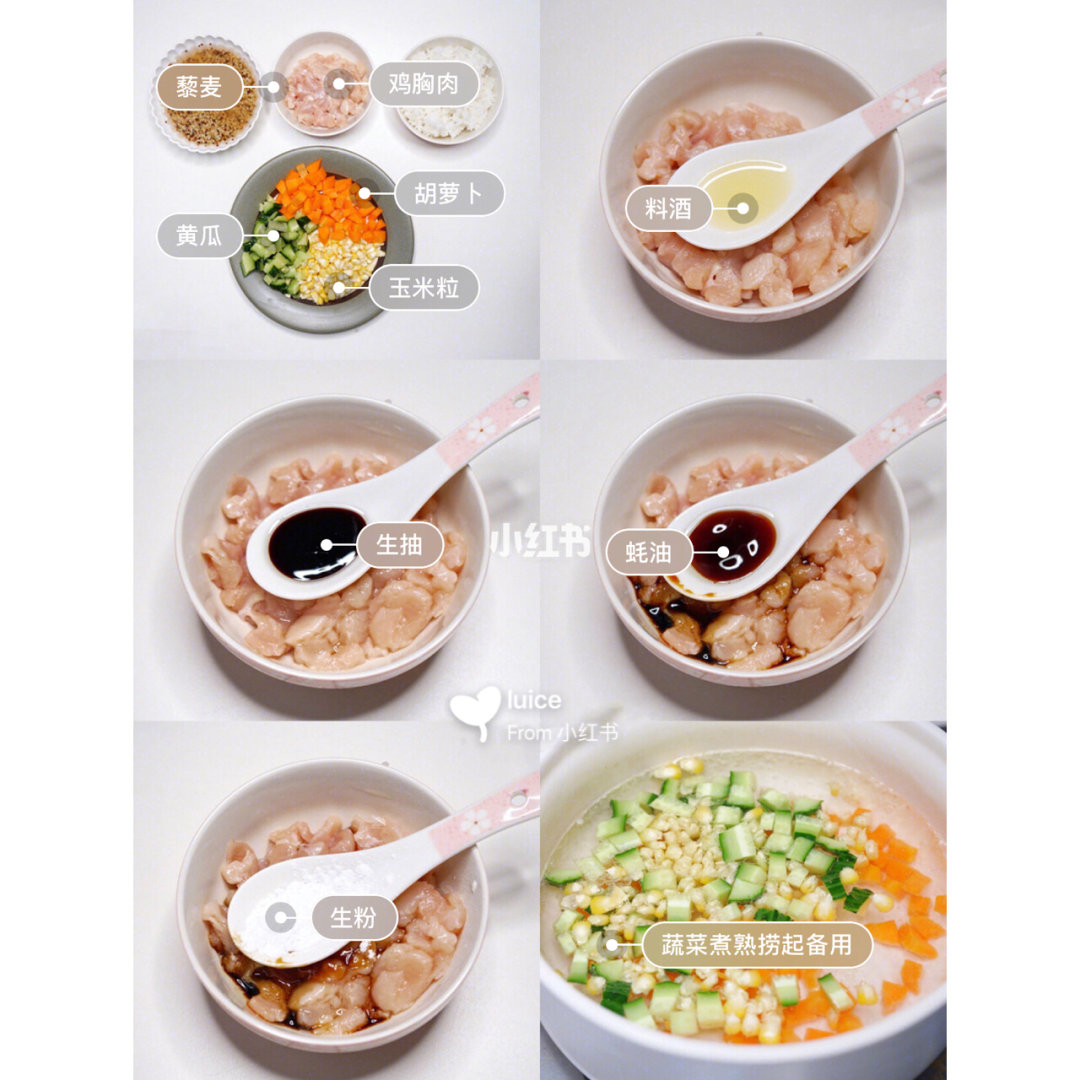 藜麦
鸡胸肉
胡萝卜
黄瓜
玉米粒
料酒
生抽
蚝油
小红书
luice
From 小红书
生粉
蔬菜煮熟捞起备用